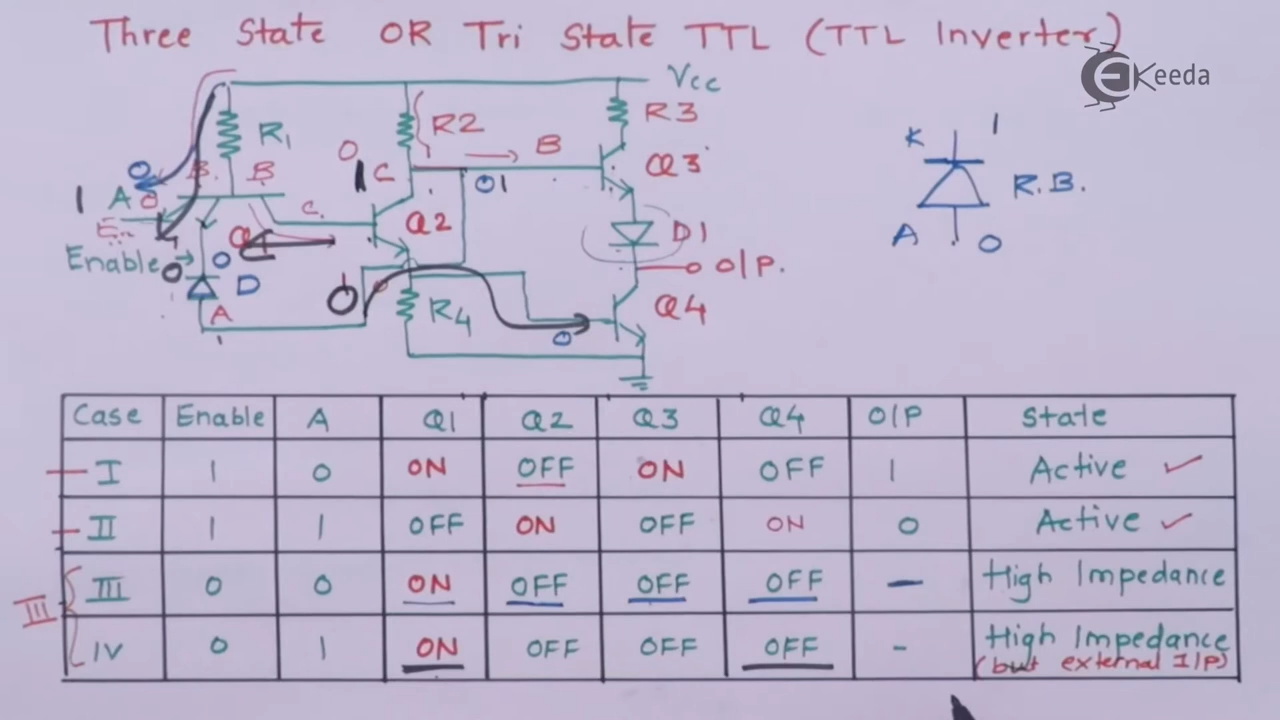 Three State OR Tri State TTL (TTL Inverter)
Keeda
Vcc
R1
R2
R3
0
B.
B
0
1
C
B
Q3
1
A
0
C.
Q2
01
E
Enable
0
0
D
D1
O/P.
A
1
R4
Q4
0
K
1
R.B.
A
0
Case Enable A Q1 Q2 Q3 Q4 O/P State
I 1 0 ON OFF ON OFF 1 Active
II 1 1 OFF ON OFF ON 0 Active
III
III 0 0 ON OFF OFF OFF - High Impedance
IV 0 1 ON OFF OFF OFF - High Impedance
(but external I/P)